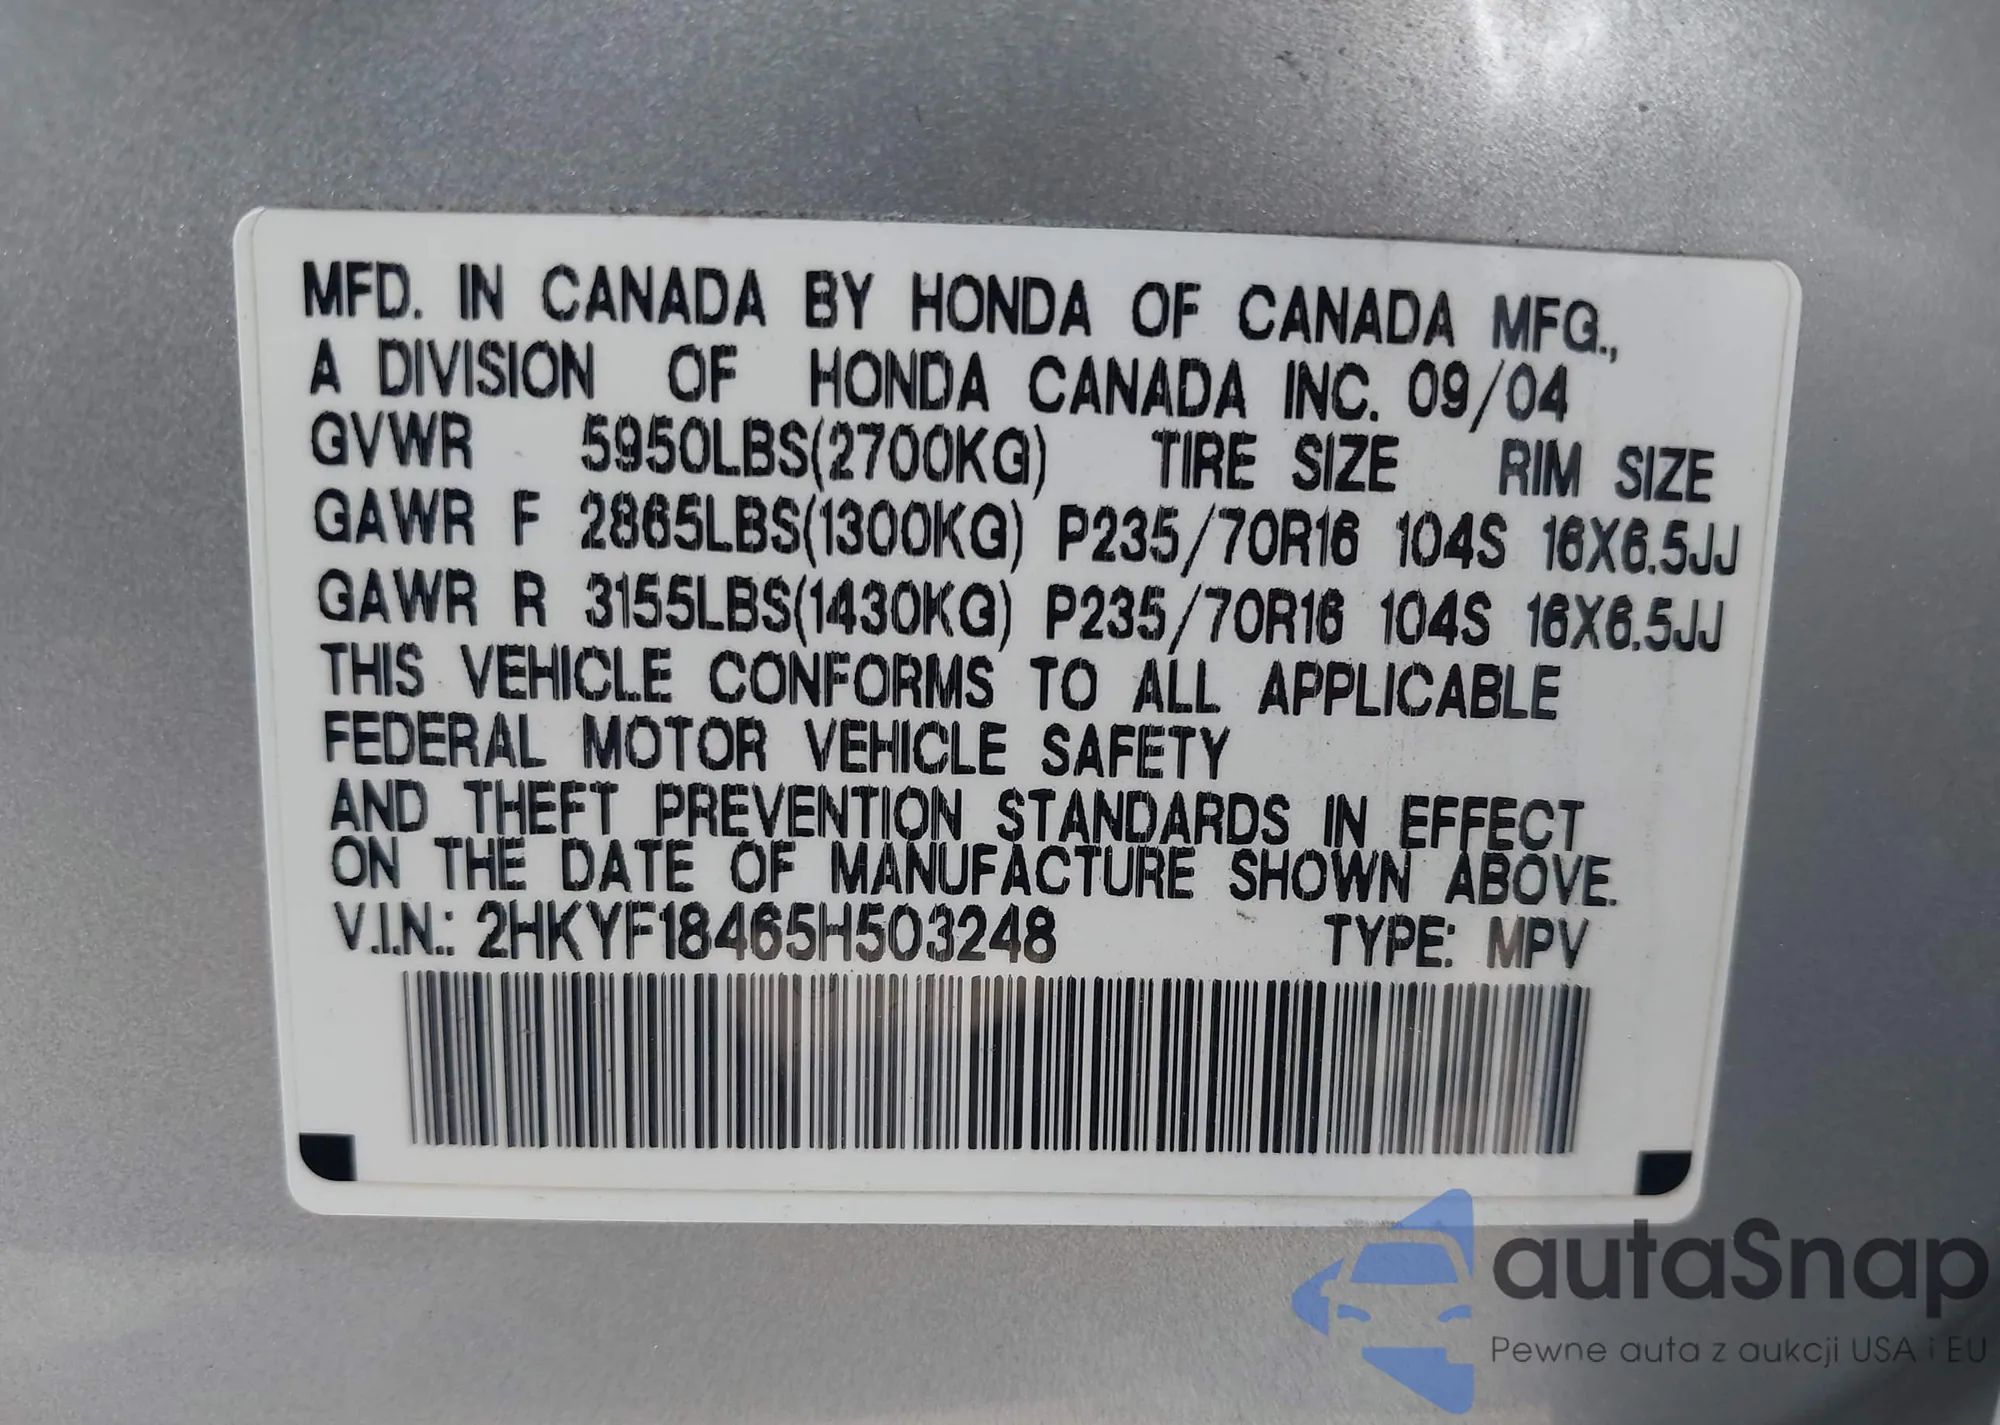 MFD. IN CANADA BY HONDA OF CANADA MFG.,
A DIVISION OF HONDA CANADA INC. 09/04
GVWR 5950LBS(2700KG) TIRE SIZE RIM SIZE
GAWR F 2865LBS(1300KG) P235/70R16 104S 16X6.5JJ
GAWR R 3155LBS(1430KG) P235/70R16 104S 16X6.5JJ
THIS VEHICLE CONFORMS TO ALL APPLICABLE
FEDERAL MOTOR VEHICLE SAFETY
AND THEFT PREVENTION STANDARDS IN EFFECT
ON THE DATE OF MANUFACTURE SHOWN ABOVE.
V.I.N.: 2HKYF18465H503248 TYPE: MPV
autaSnap
Pewne auta z aukcji USA i EU